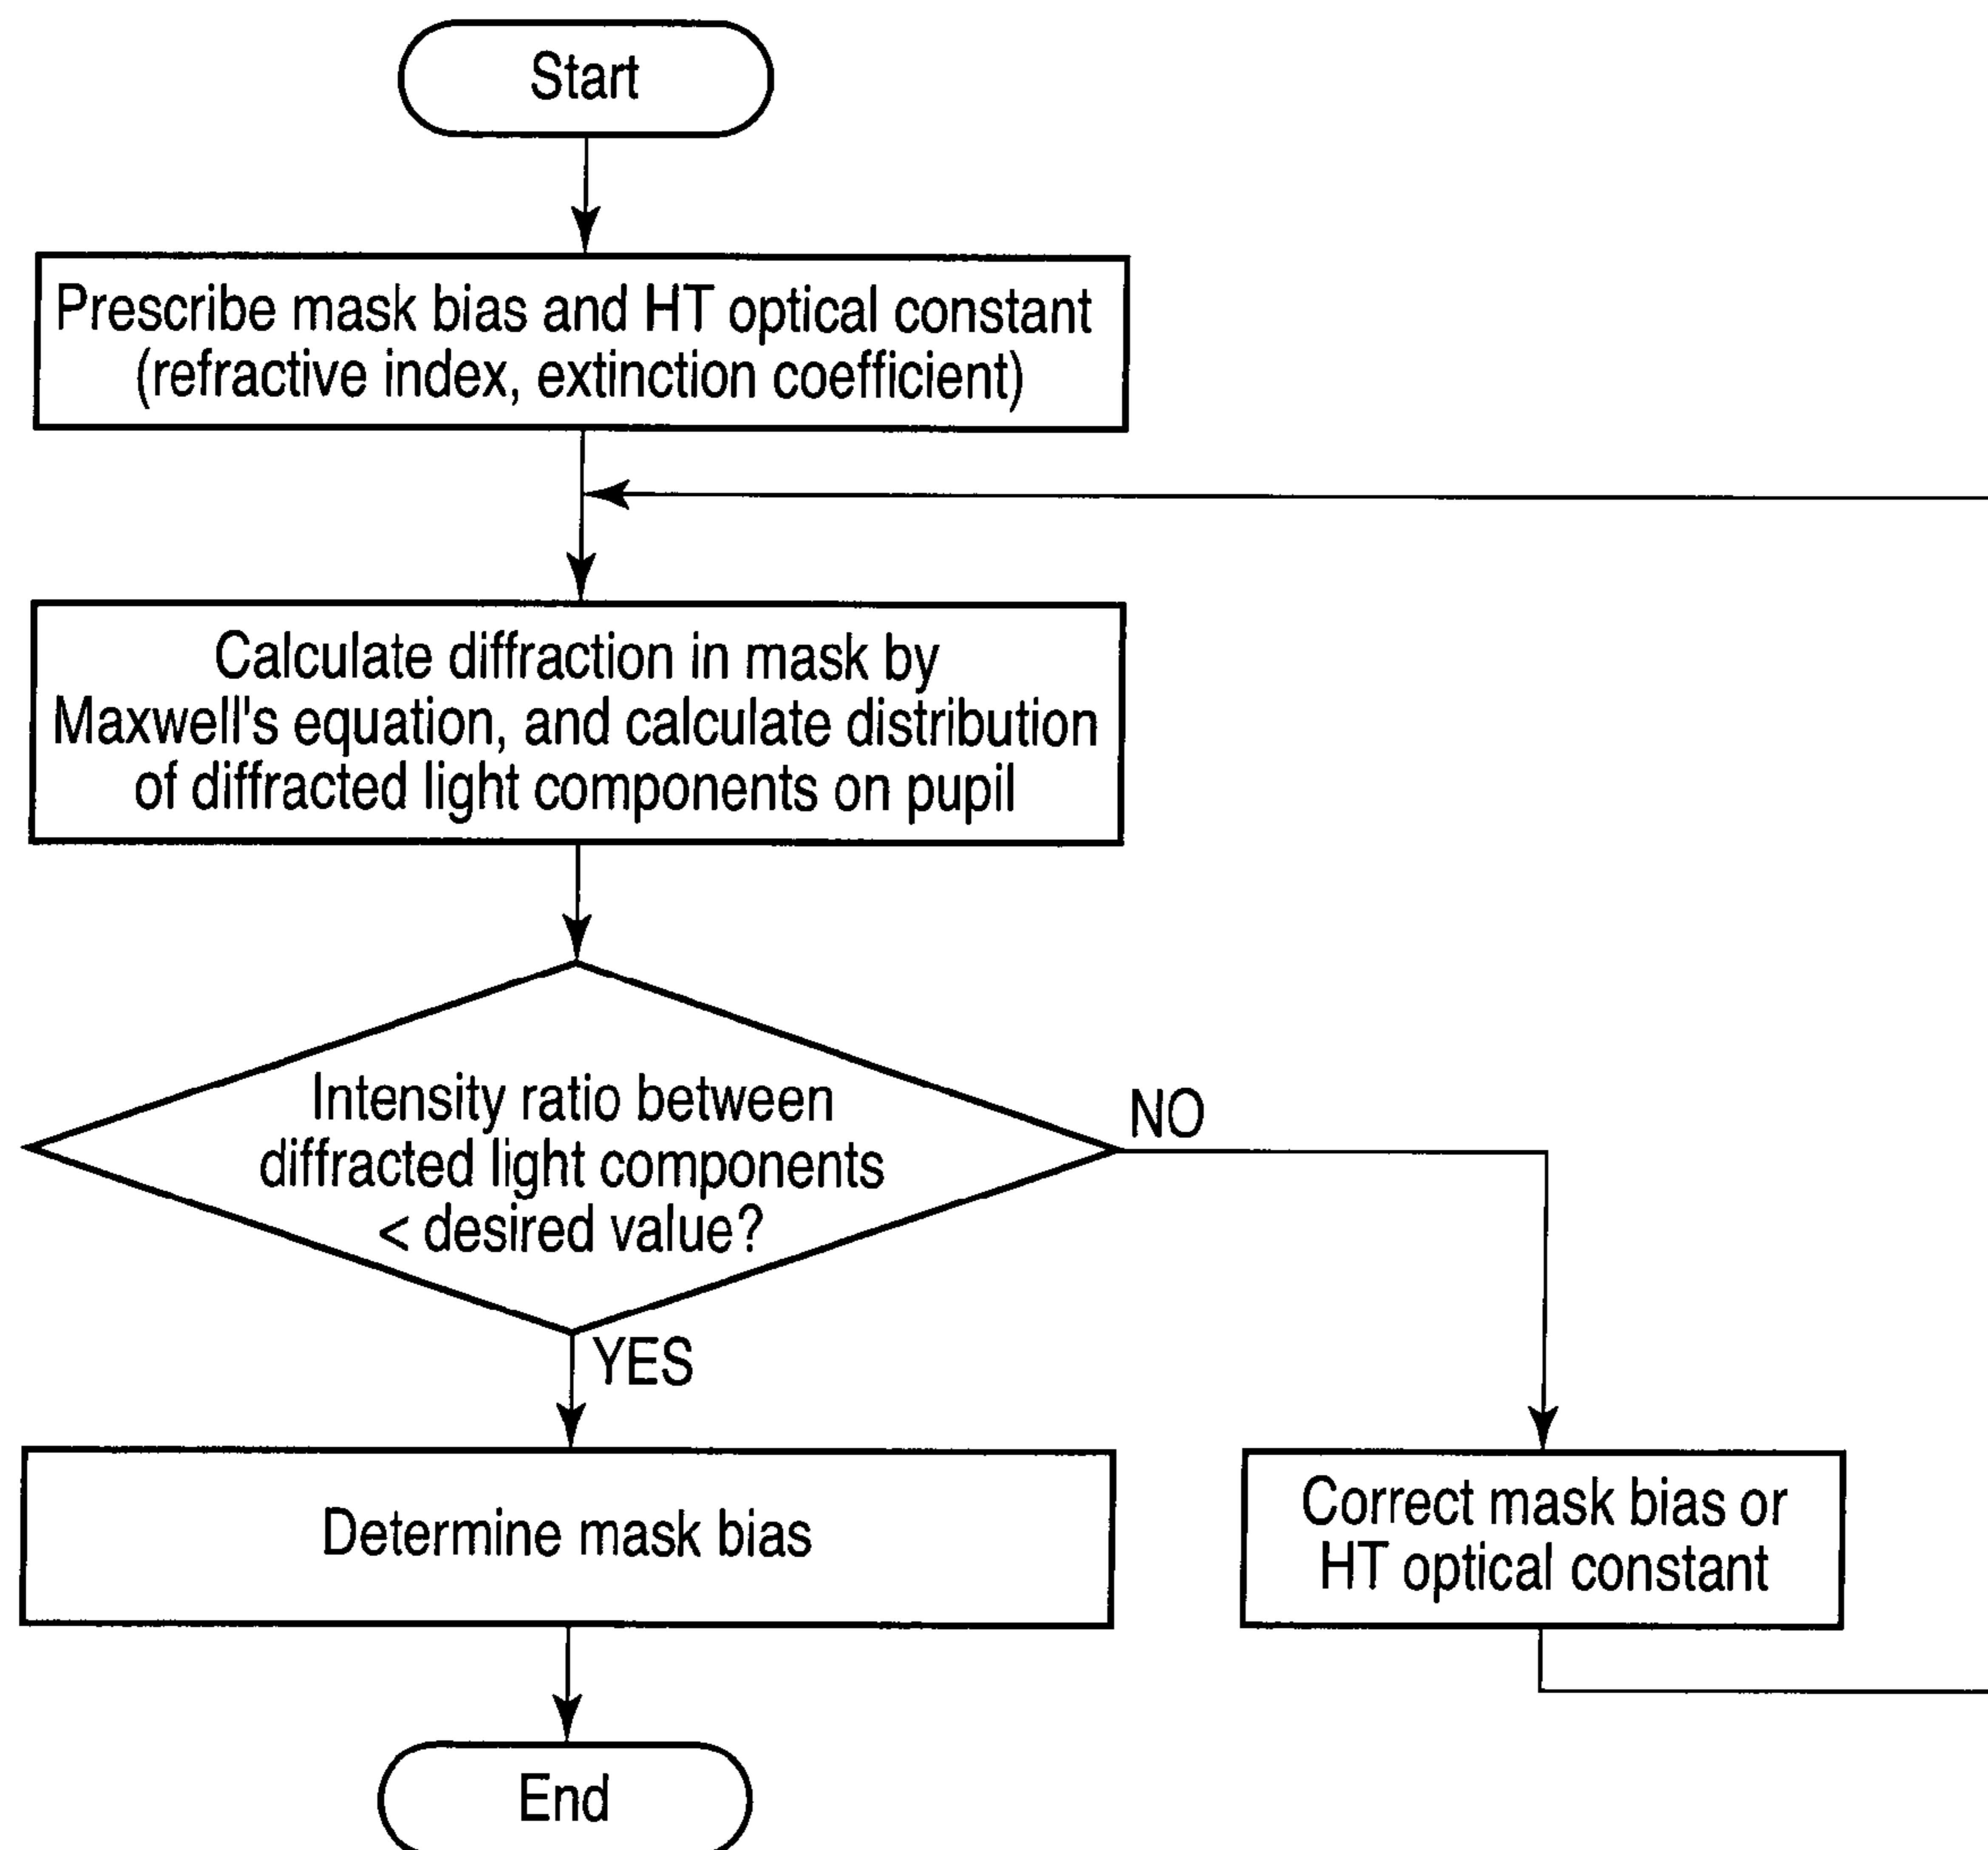 Start
Prescribe mask bias and HT optical constant
(refractive index, extinction coefficient)
Calculate diffraction in mask by
Maxwell's equation, and calculate distribution
of diffracted light components on pupil
Intensity ratio between
diffracted light components
< desired value?
NO
YES
Determine mask bias
Correct mask bias or
HT optical constant
End